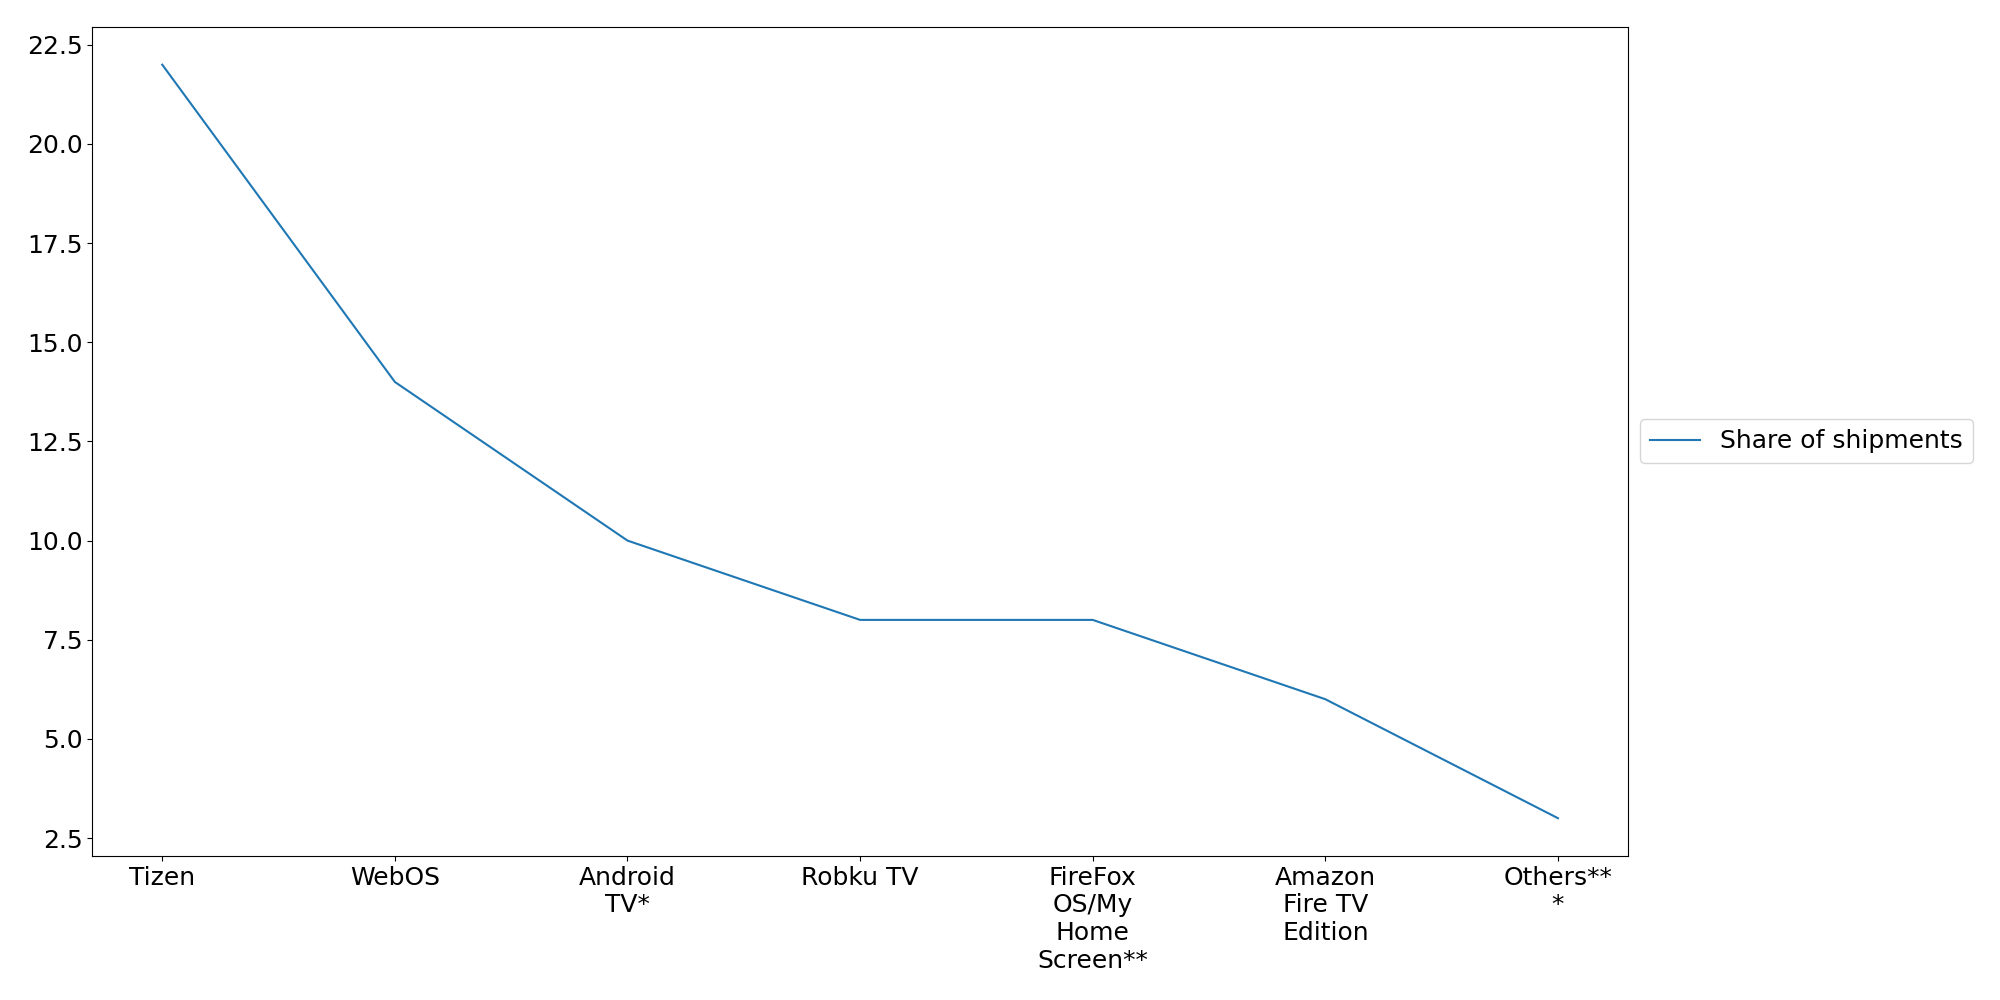 22.5
20.0
17.5
15.0
12.5
10.0
7.5
5.0
2.5
Tizen
WebOS
Android
TV*
Robku TV
FireFox
OS/My
Home
Screen**
Amazon
Fire TV
Edition
Others**
*
Share of shipments